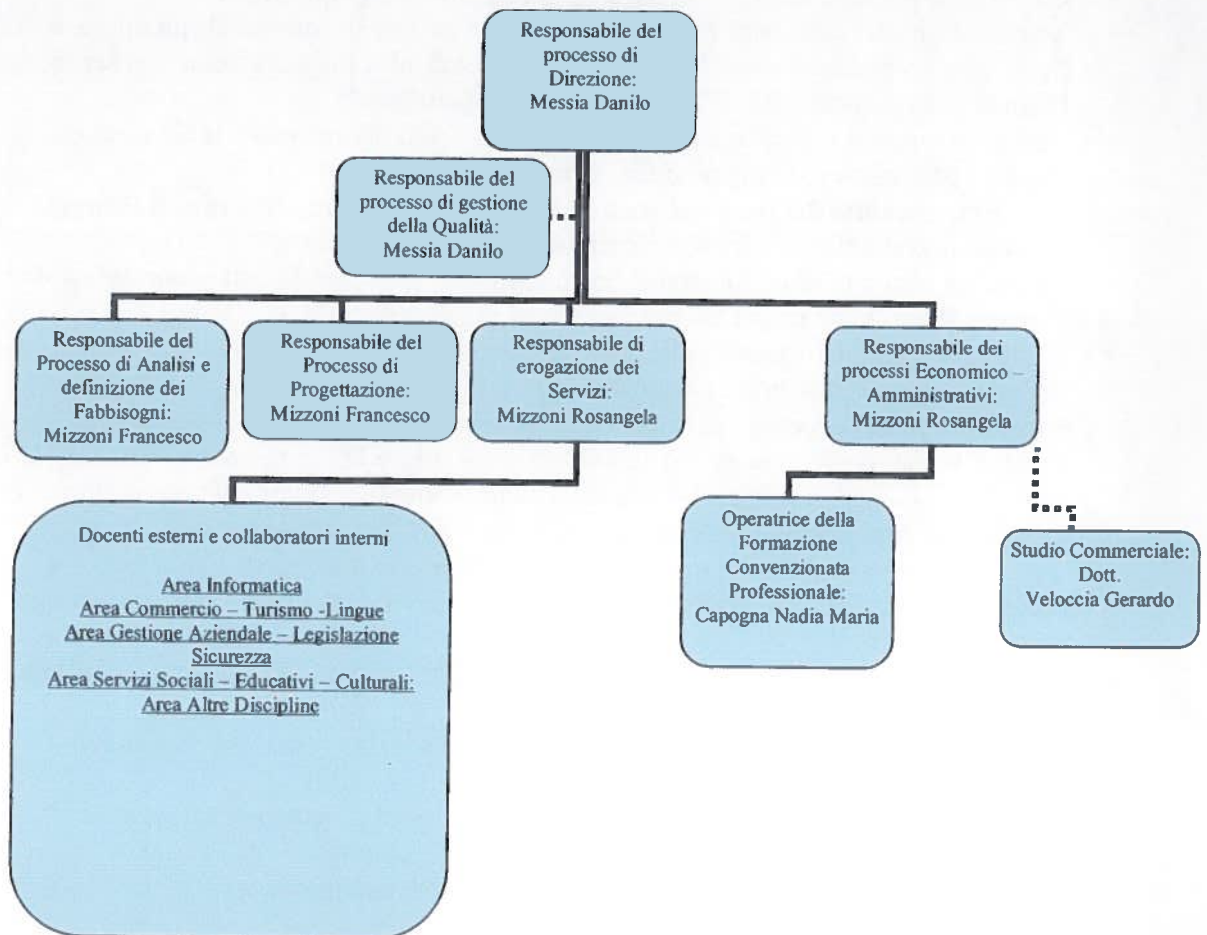 Responsabile del
processo di
Direzione:
Messia Danilo
Responsabile del
processo di gestione
della Qualità:
Messia Danilo
Responsabile del
Processo di Analisi e
definizione dei
Fabbisogni:
Mizzoni Francesco
Responsabile del
Processo di
Progettazione:
Mizzoni Francesco
Responsabile di
erogazione dei
Servizi:
Mizzoni Rosangela
Responsabile dei
processi Economico –
Amministrativi:
Mizzoni Rosangela
Docenti esterni e collaboratori interni
Area Informatica
Area Commercio – Turismo -Lingue
Area Gestione Aziendale – Legislazione
Sicurezza
Area Servizi Sociali – Educativi – Culturali:
Area Altre Discipline
Operatrice della
Formazione
Convenzionata
Professionale:
Capogna Nadia Maria
Studio Commerciale:
Dott.
Veloccia Gerardo